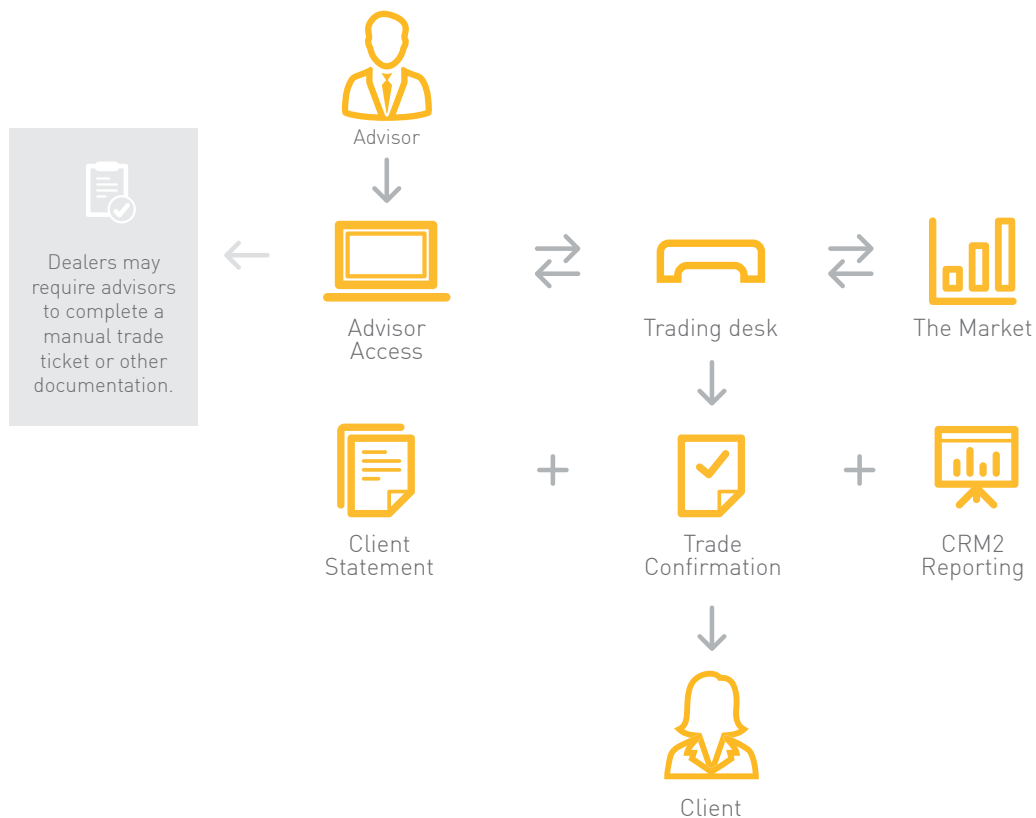 Advisor
Dealers may
require advisors
to complete a
manual trade
ticket or other
documentation.
Advisor
Access
Trading desk
The Market
Client
Statement
Trade
Confirmation
CRM2
Reporting
Client